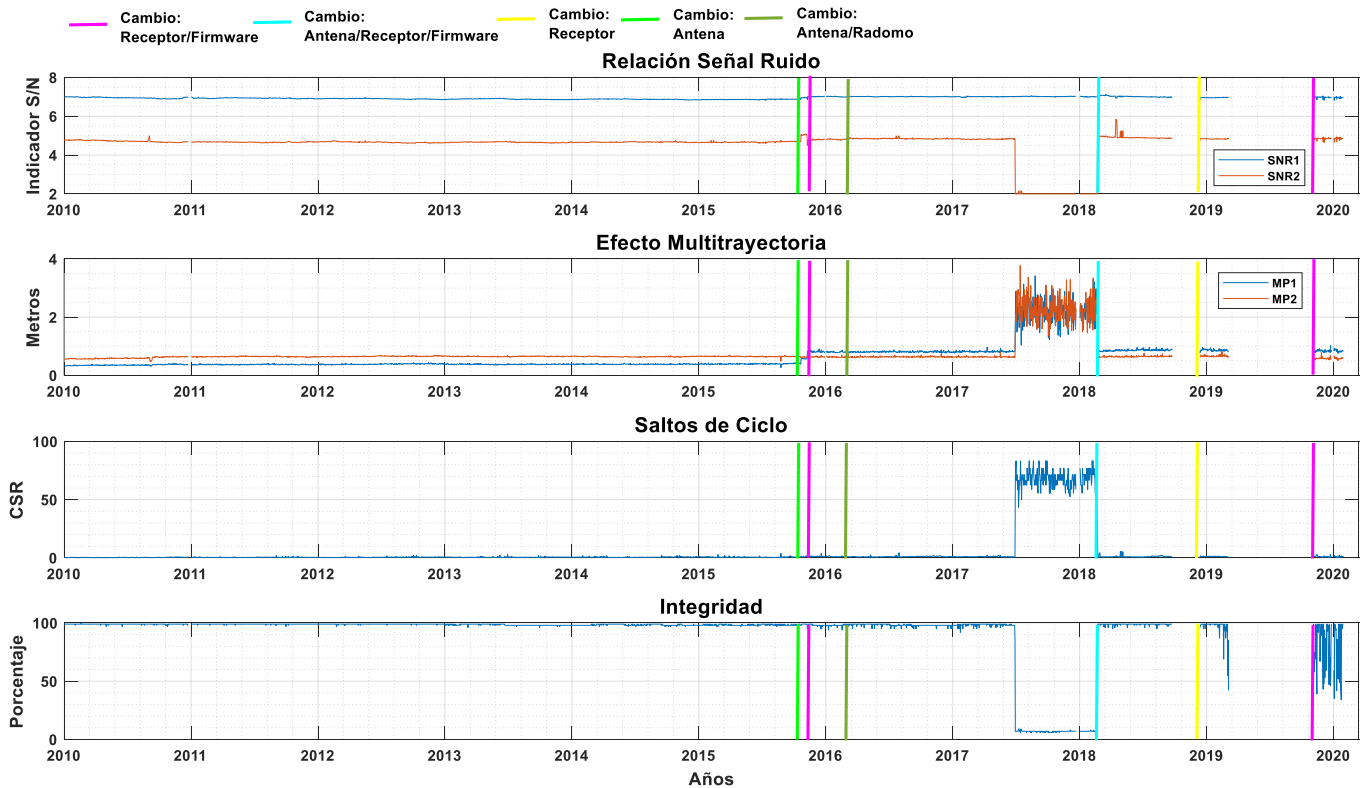 Cambio:
Receptor/Firmware
Cambio:
Antena/Receptor/Firmware
Cambio:
Receptor
Cambio:
Antena
Cambio:
Antena/Radomo
Relación Señal Ruido
Indicador S/N
8
6
4
2
SNR1
SNR2
2010 2011 2012 2013 2014 2015 2016 2017 2018 2019 2020
Efecto Multitrayectoria
Metros
4
2
0
MP1
MP2
2010 2011 2012 2013 2014 2015 2016 2017 2018 2019 2020
Saltos de Ciclo
CSR
100
50
0
2010 2011 2012 2013 2014 2015 2016 2017 2018 2019 2020
Integridad
Porcentaje
100
50
0
2010 2011 2012 2013 2014 2015 2016 2017 2018 2019 2020
Años